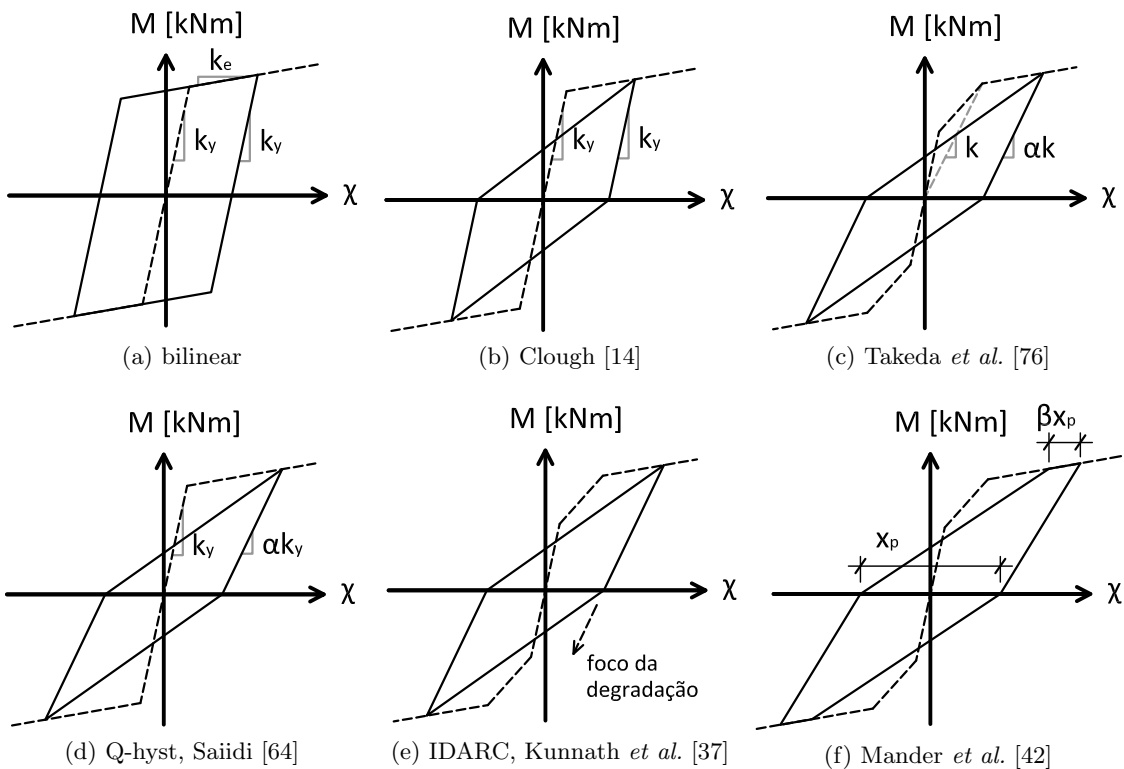 M [kNm]
kₑ
kᵧ
kᵧ
χ
(a) bilinear
M [kNm]
kᵧ
kᵧ
χ
(b) Clough [14]
M [kNm]
k
αk
χ
(c) Takeda et al. [76]
M [kNm]
kᵧ
αkᵧ
χ
(d) Q-hyst, Saiidi [64]
M [kNm]
χ
foco da
degradação
(e) IDARC, Kunnath et al. [37]
M [kNm]
βxₚ
xₚ
χ
(f) Mander et al. [42]